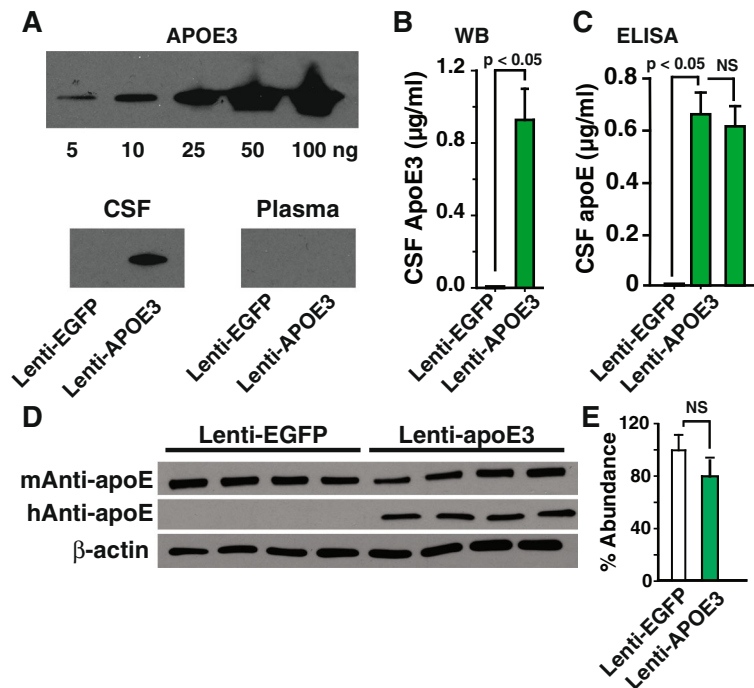 A
APOE3
5 10 25 50 100 ng
CSF
Plasma
Lenti-EGFP
Lenti-APOE3
Lenti-EGFP
Lenti-APOE3
B
WB
p < 0.05
CSF ApoE3 (µg/ml)
1.2
0.8
0.4
0.0
Lenti-EGFP
Lenti-APOE3
C
ELISA
p < 0.05
NS
CSF apoE (µg/ml)
0.8
0.6
0.4
0.2
0
Lenti-EGFP
Lenti-APOE3
D
Lenti-EGFP
Lenti-apoE3
mAnti-apoE
hAnti-apoE
β-actin
E
NS
% Abundance
120
80
40
0
Lenti-EGFP
Lenti-APOE3